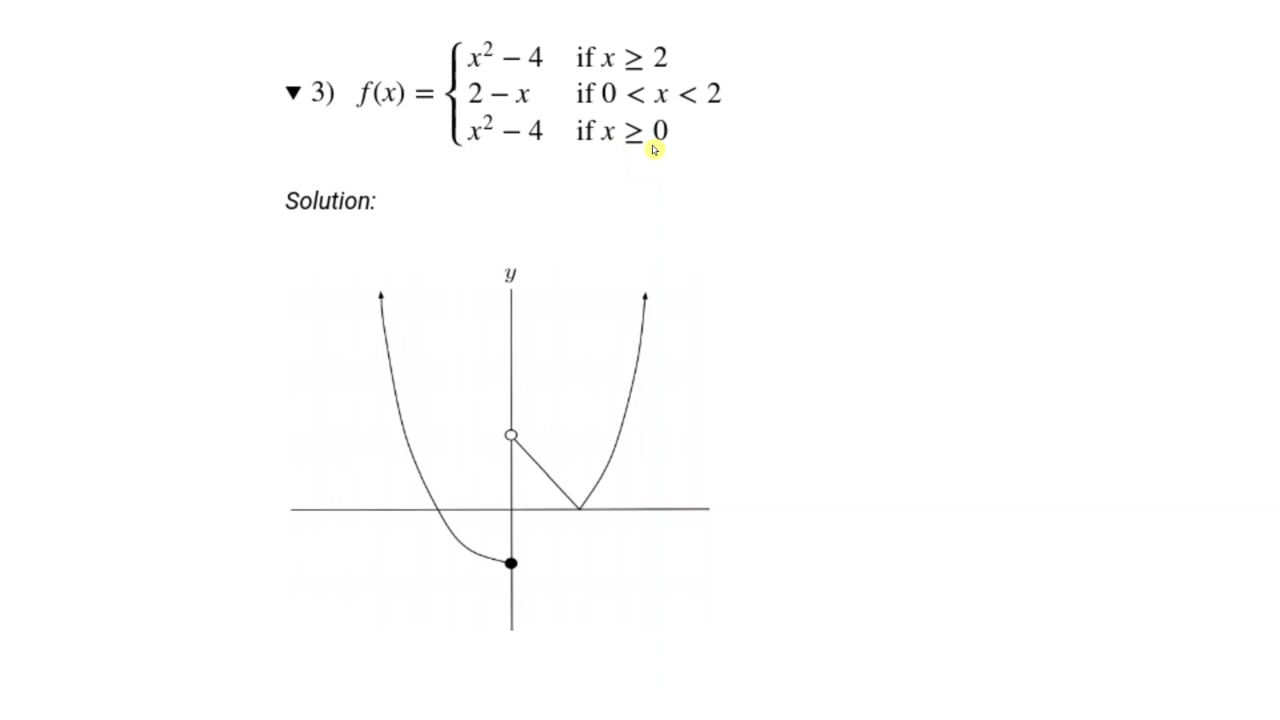 ▼ 3) f(x) = { x² − 4 if x ≥ 2
2 − x if 0 < x < 2
x² − 4 if x ≥ 0
Solution:
y